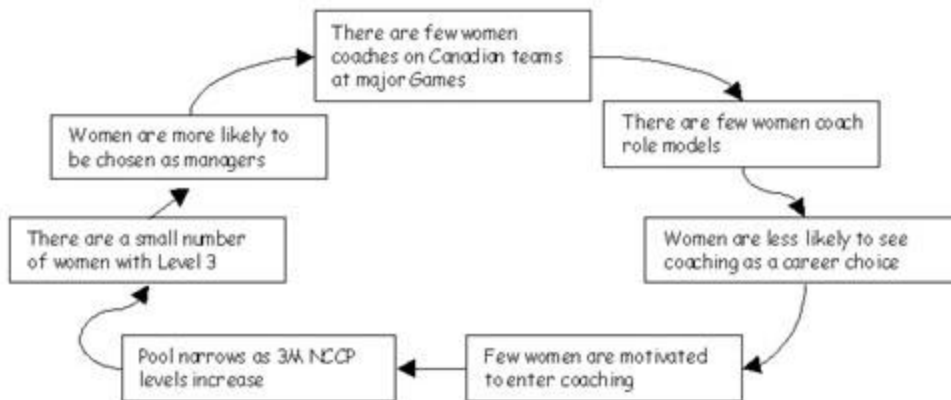 There are few women
coaches on Canadian teams
at major Games
There are few women coach
role models
Women are less likely to see
coaching as a career choice
Few women are motivated
to enter coaching
Pool narrows as 3M NCCP
levels increase
There are a small number
of women with Level 3
Women are more likely to
be chosen as managers